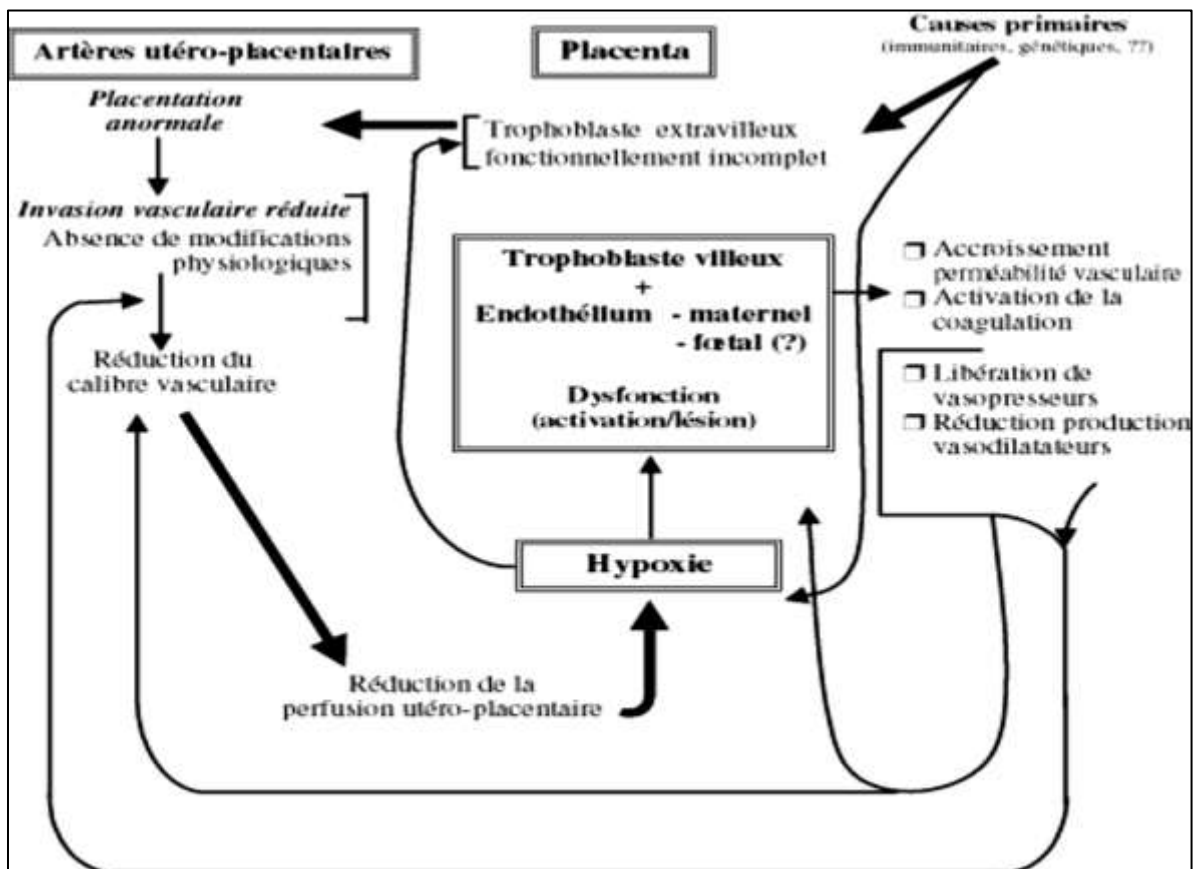 Artères utéro-placentaires
Placentation
anormale
Invasion vasculaire réduite
Absence de modifications
physiologiques
Réduction du
calibre vasculaire
Réduction de la
perfusion utéro-placentaire
Placenta
Trophoblaste extravilleux
fonctionnellement incomplet
Trophoblaste villeux
+
Endothélium - maternel
- fœtal (?)
Dysfonction
(activation/lésion)
Hypoxie
Causes primaires
(immunitaires, génétiques, ??)
Accroissement
perméabilité vasculaire
Activation de la
coagulation
Libération de
vasopresseurs
Réduction production
vasodilatateurs